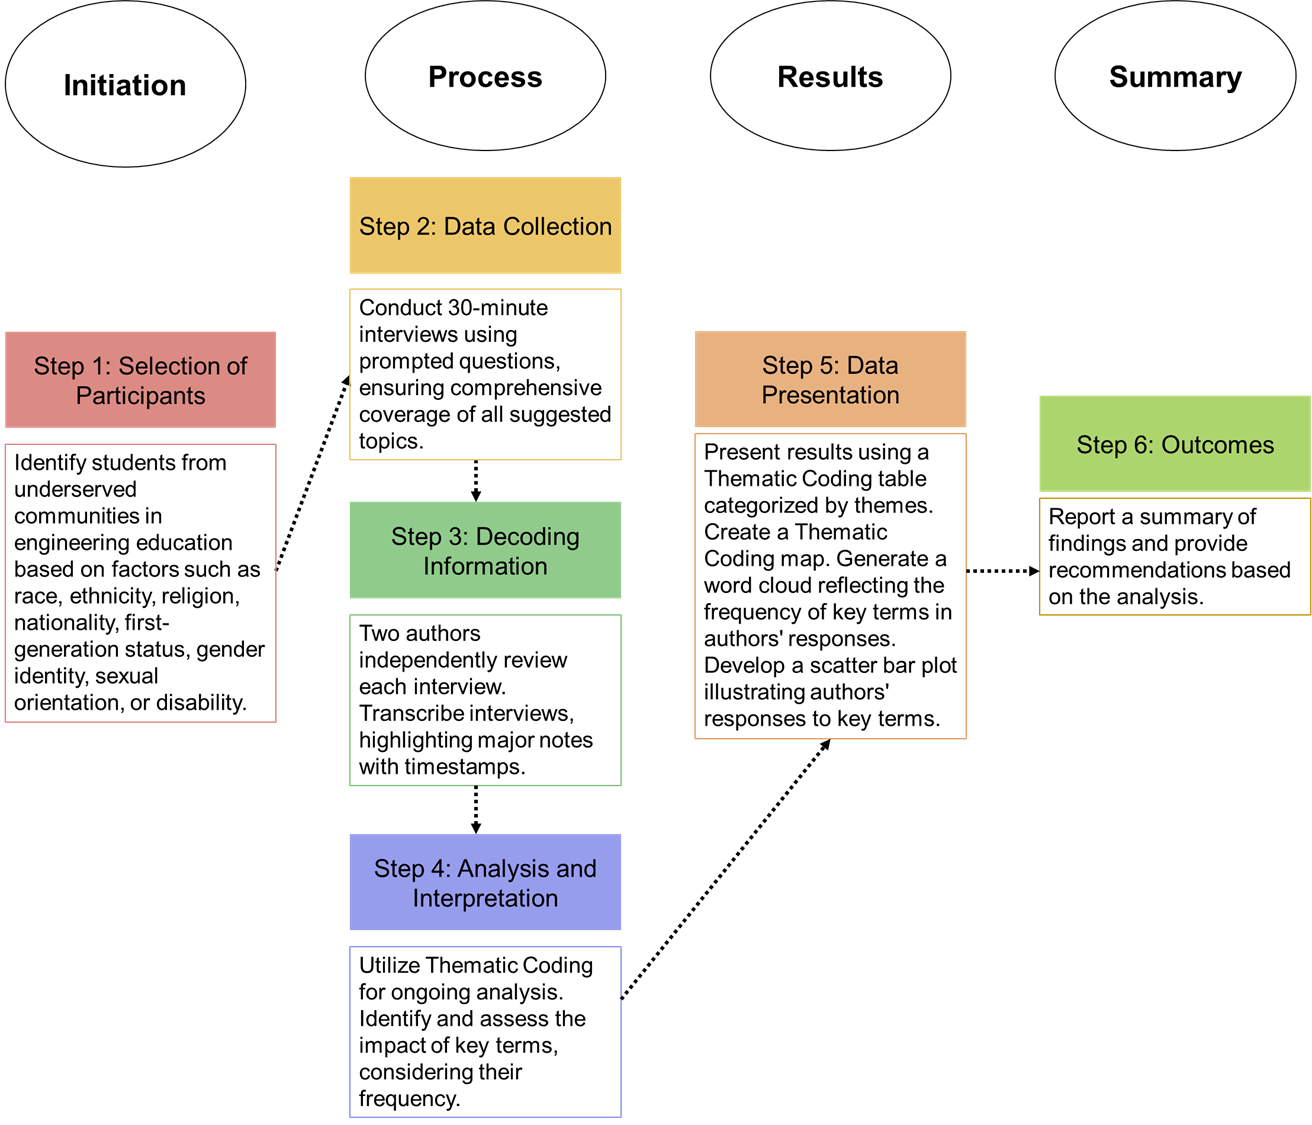 Initiation
Process
Results
Summary
Step 1: Selection of
Participants
Identify students from
underserved
communities in
engineering education
based on factors such as
race, ethnicity, religion,
nationality, first-
generation status, gender
identity, sexual
orientation, or disability.
Step 2: Data Collection
Conduct 30-minute
interviews using
prompted questions,
ensuring comprehensive
coverage of all suggested
topics.
Step 3: Decoding
Information
Two authors
independently review
each interview.
Transcribe interviews,
highlighting major notes
with timestamps.
Step 4: Analysis and
Interpretation
Utilize Thematic Coding
for ongoing analysis.
Identify and assess the
impact of key terms,
considering their
frequency.
Step 5: Data
Presentation
Present results using a
Thematic Coding table
categorized by themes.
Create a Thematic
Coding map. Generate a
word cloud reflecting the
frequency of key terms in
authors' responses.
Develop a scatter bar plot
illustrating authors'
responses to key terms.
Step 6: Outcomes
Report a summary of
findings and provide
recommendations based
on the analysis.